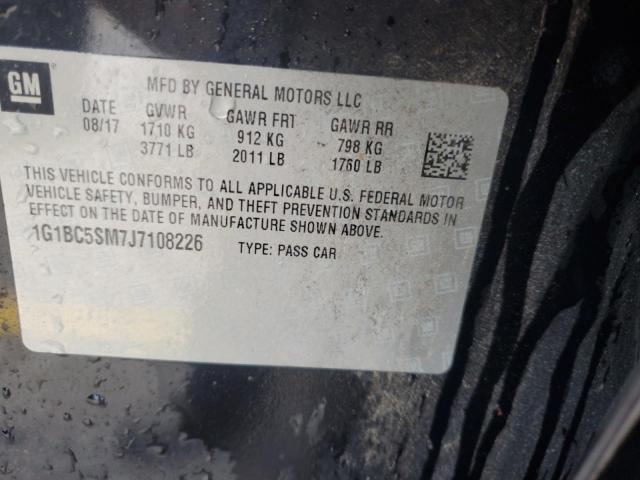 GM
MFD BY GENERAL MOTORS LLC
DATE GVWR GAWR FRT GAWR RR
08/17 1710 KG 912 KG 798 KG
3771 LB 2011 LB 1760 LB
THIS VEHICLE CONFORMS TO ALL APPLICABLE U.S. FEDERAL MOTOR
VEHICLE SAFETY, BUMPER, AND THEFT PREVENTION STANDARDS IN
EFFECT ON THE DATE OF MANUFACTURE SHOWN ABOVE.
1G1BC5SM7J7108226 TYPE: PASS CAR